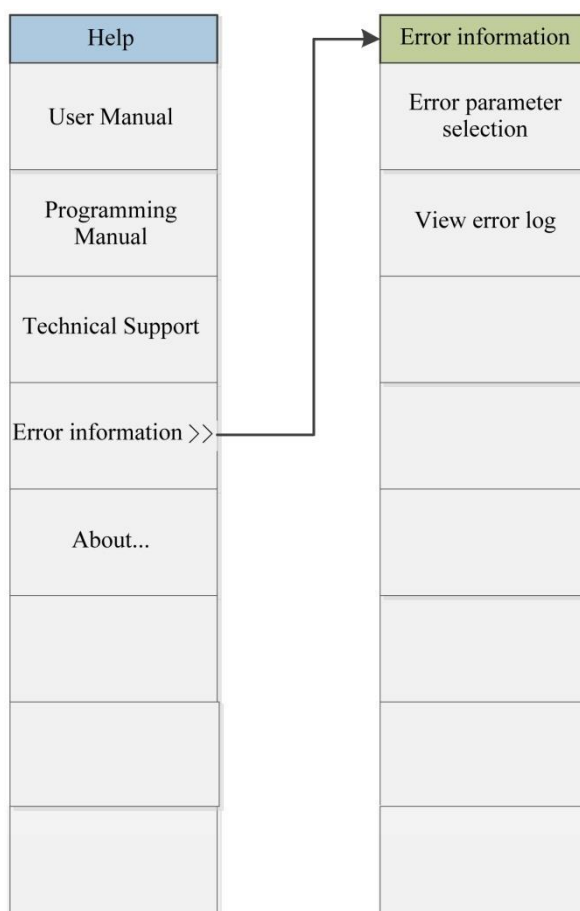 Help
User Manual
Programming
Manual
Technical Support
Error information >>
About...
Error information
Error parameter
selection
View error log